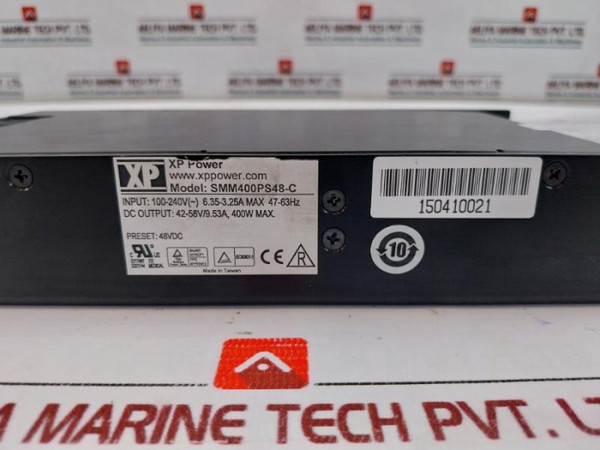 XP
XP Power
www.xppower.com
Model: SMM400PS48-C
INPUT: 100-240V(~) 6.35-3.25A MAX 47-63Hz
DC OUTPUT: 42-58V/9.53A, 400W MAX.
PRESET: 48VDC
C US
Made in Taiwan
150410021
10
MARINE TECH PVT. L